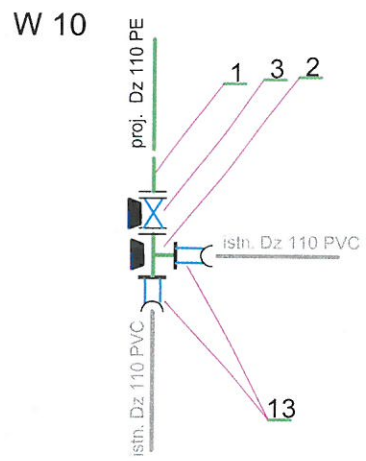 W 10
proj. Dz 110 PE
1
3
2
istn. Dz 110 PVC
istn. Dz 110 PVC
13